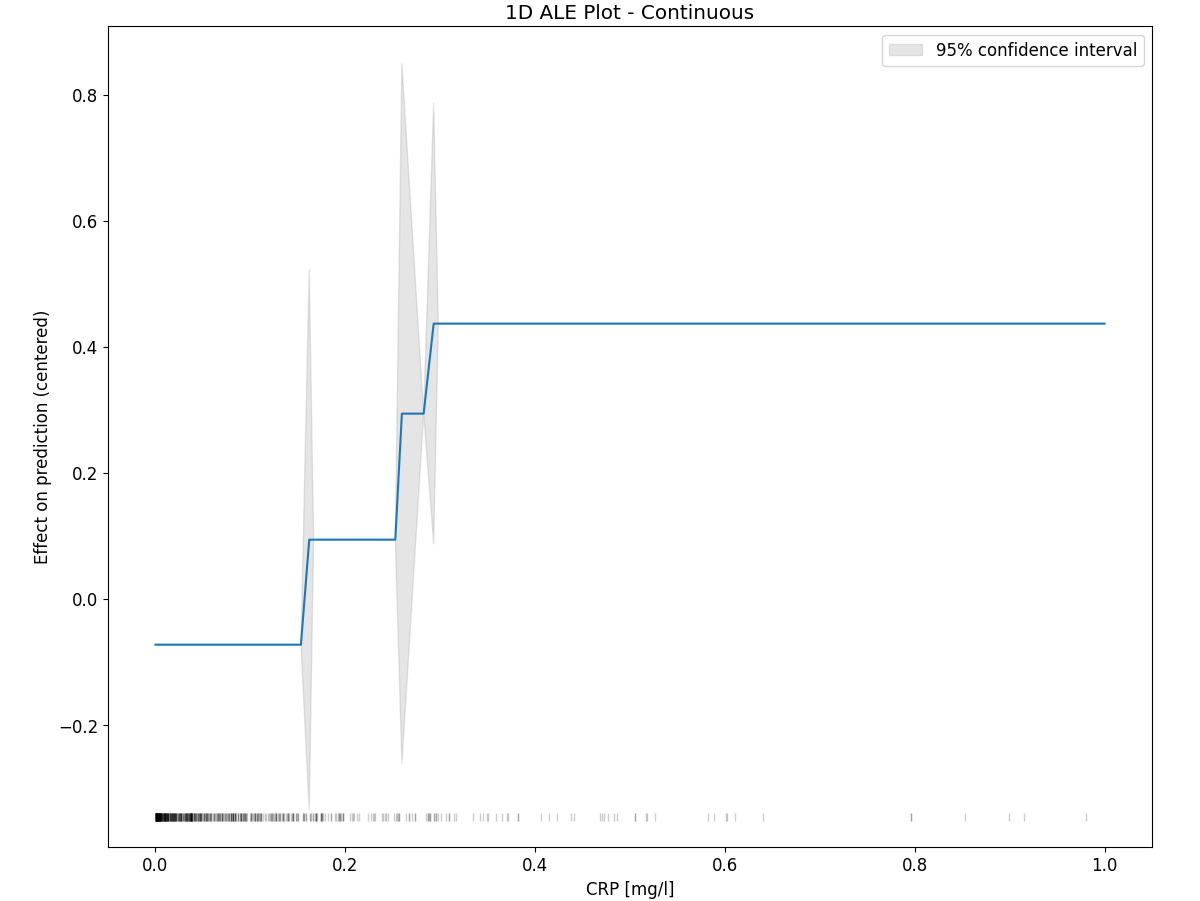 1D ALE Plot - Continuous
95% confidence interval
Effect on prediction (centered)
0.8
0.6
0.4
0.2
0.0
−0.2
0.0 0.2 0.4 0.6 0.8 1.0
CRP [mg/l]